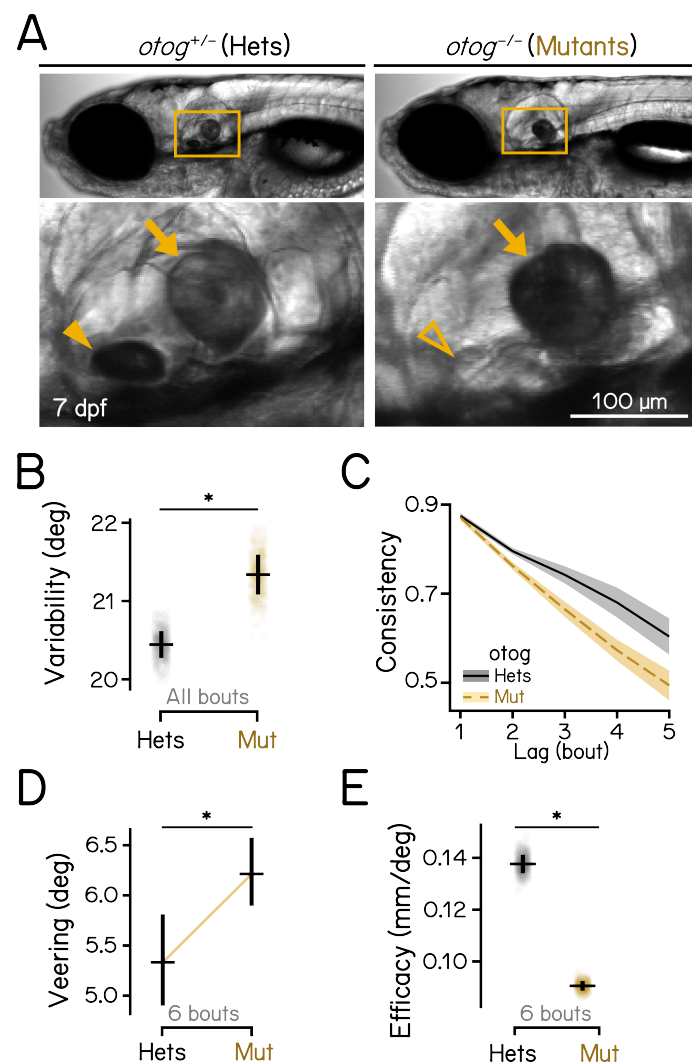 A
otog+/– (Hets)
otog–/– (Mutants)
7 dpf
100 µm
B
*
Variability (deg)
22
21
20
All bouts
Hets
Mut
C
Consistency
0.9
0.7
0.5
otog
Hets
Mut
1 2 3 4 5
Lag (bout)
D
*
Veering (deg)
6.5
6.0
5.5
5.0
6 bouts
Hets
Mut
E
*
Efficacy (mm/deg)
0.14
0.12
0.10
6 bouts
Hets
Mut